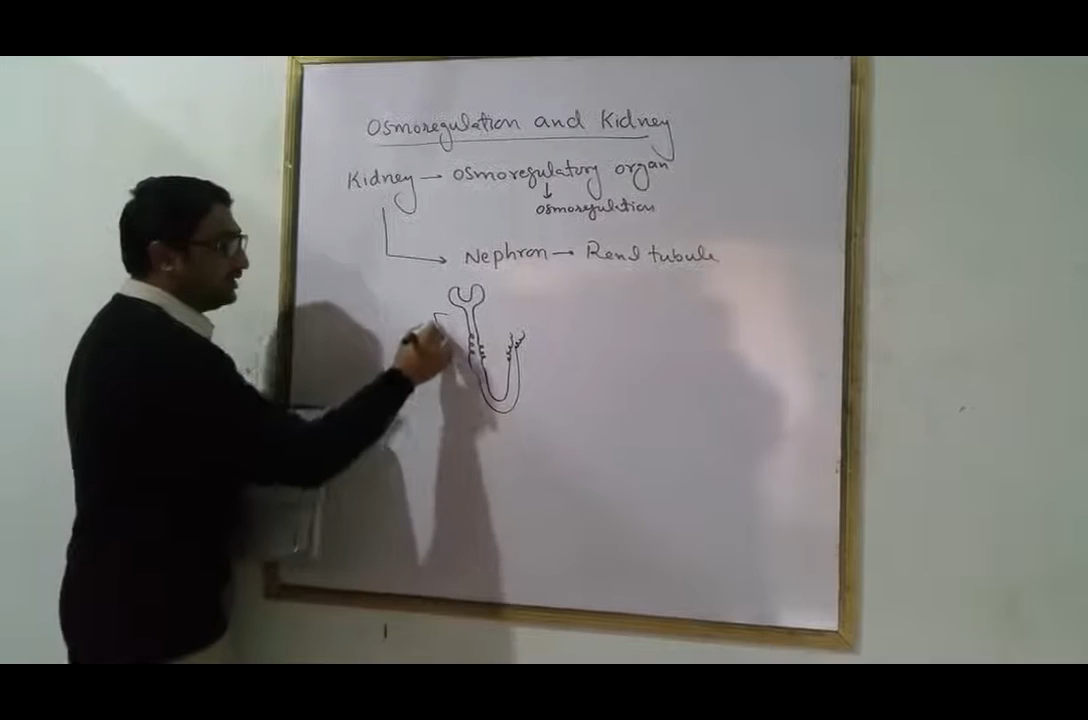 Osmoregulation and Kidney
Kidney — osmoregulatory organ
↓
osmoregulation
→ Nephron → Renal tubule